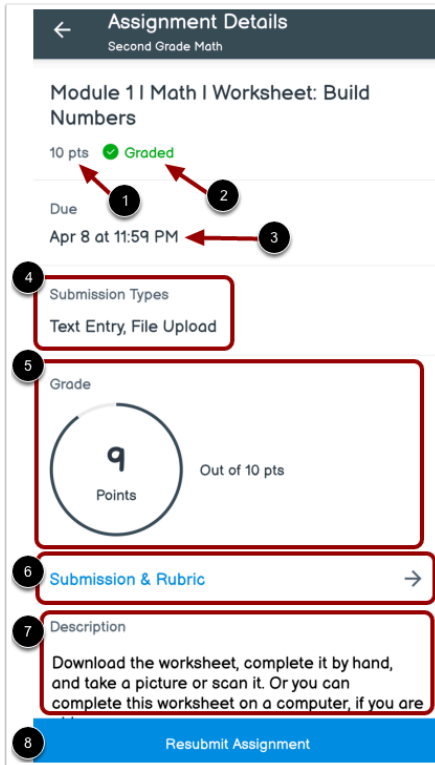 Assignment Details
Second Grade Math
Module 1 I Math I Worksheet: Build
Numbers
10 pts Graded
1
2
Due
Apr 8 at 11:59 PM
3
4
Submission Types
Text Entry, File Upload
5
Grade
9
Points
Out of 10 pts
6
Submission & Rubric
7
Description
Download the worksheet, complete it by hand,
and take a picture or scan it. Or you can
complete this worksheet on a computer, if you are
8
Resubmit Assignment